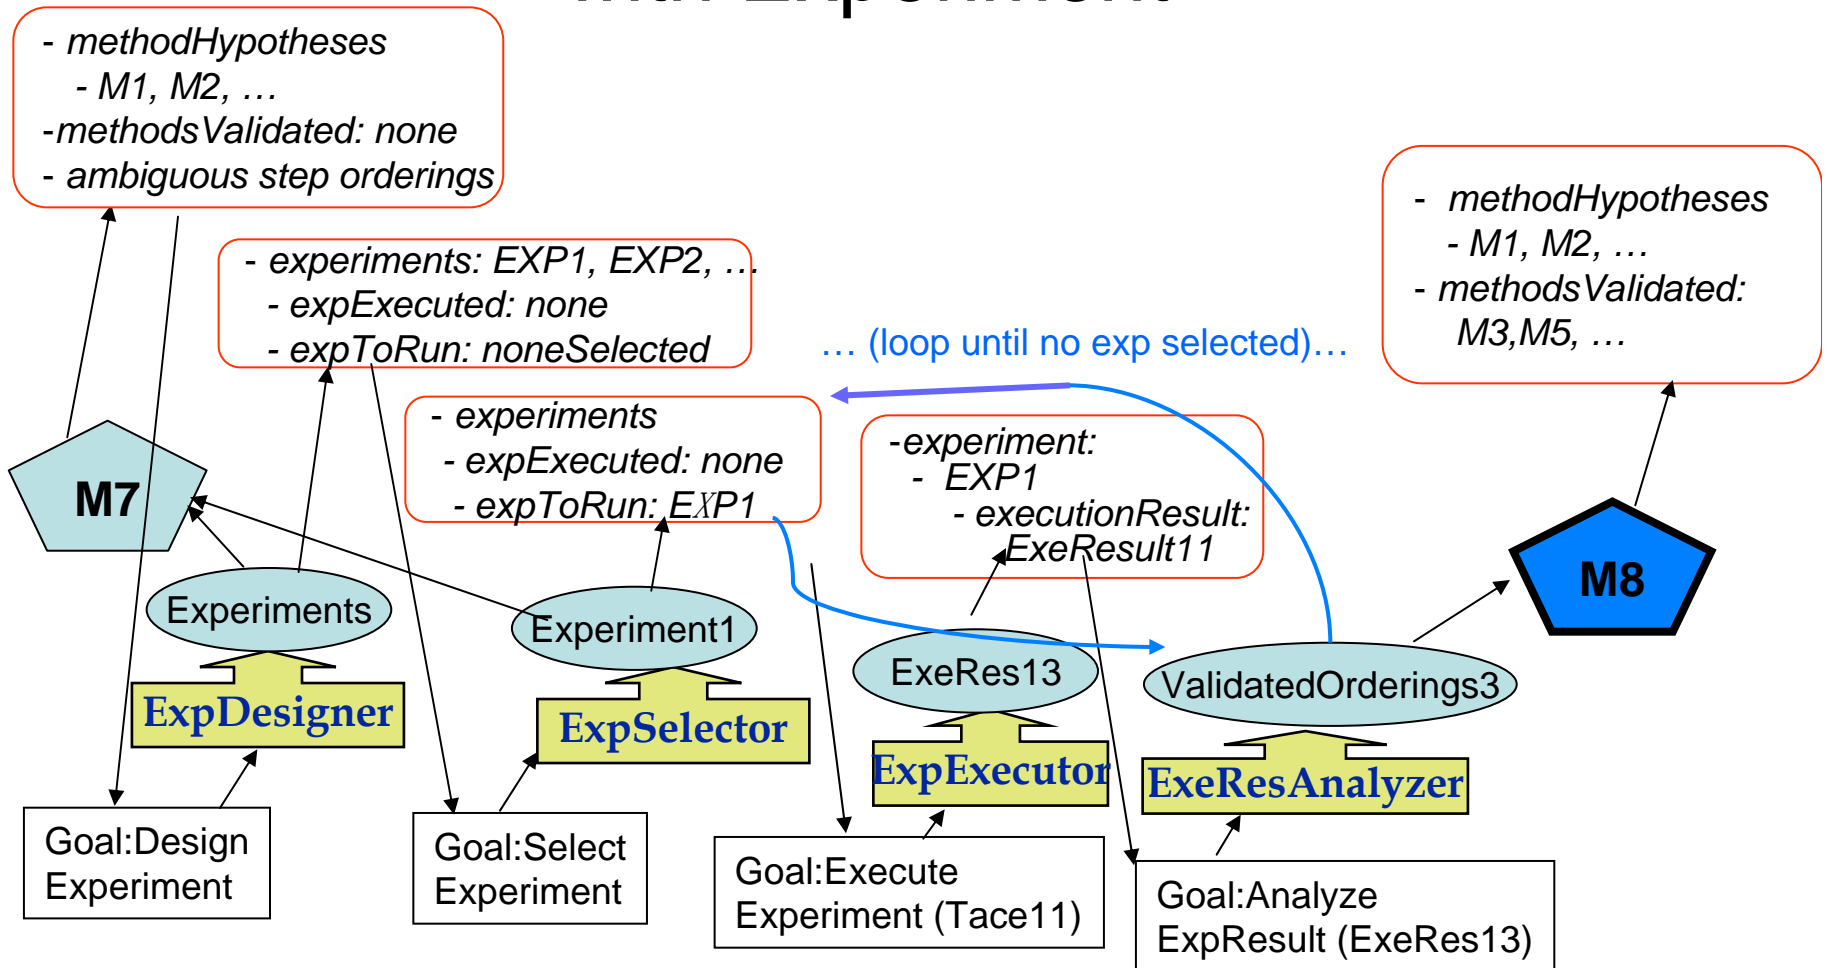 with Experiment
- methodHypotheses
- M1, M2, …
-methodsValidated: none
- ambiguous step orderings
- experiments: EXP1, EXP2, …
- expExecuted: none
- expToRun: noneSelected
… (loop until no exp selected)…
- methodHypotheses
- M1, M2, …
- methodsValidated:
M3,M5, …
- experiments
- expExecuted: none
- expToRun: EXP1
-experiment:
- EXP1
- executionResult:
ExeResult11
M7
M8
Experiments
Experiment1
ExeRes13
ValidatedOrderings3
ExpDesigner
ExpSelector
ExpExecutor
ExeResAnalyzer
Goal:Design
Experiment
Goal:Select
Experiment
Goal:Execute
Experiment (Tace11)
Goal:Analyze
ExpResult (ExeRes13)